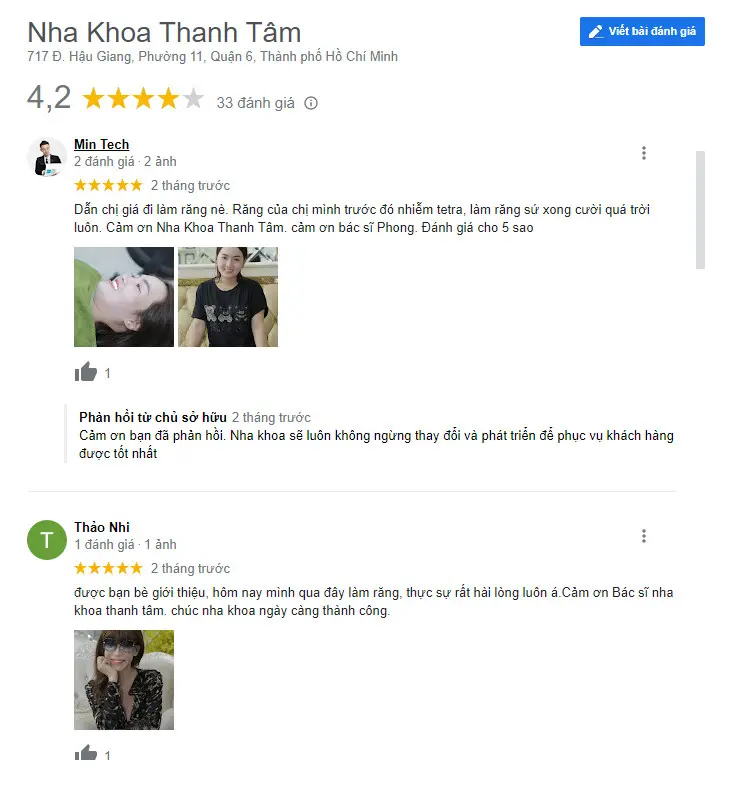 Nha Khoa Thanh Tâm
Viết bài đánh giá
717 Đ. Hậu Giang, Phường 11, Quận 6, Thành phố Hồ Chí Minh
4,2
33 đánh giá
Min Tech
2 đánh giá · 2 ảnh
2 tháng trước
Dẫn chị giá đi làm răng nè. Răng của chị mình trước đó nhiễm tetra, làm răng sứ xong cười quá trời
luôn. Cảm ơn Nha Khoa Thanh Tâm. cảm ơn bác sĩ Phong. Đánh giá cho 5 sao
1
Phản hồi từ chủ sở hữu 2 tháng trước
Cảm ơn bạn đã phản hồi. Nha khoa sẽ luôn không ngừng thay đổi và phát triển để phục vụ khách hàng
được tốt nhất
T
Thảo Nhi
1 đánh giá · 1 ảnh
2 tháng trước
được bạn bè giới thiệu, hôm nay mình qua đây làm răng, thực sự rất hài lòng luôn á.Cảm ơn Bác sĩ nha
khoa thanh tâm. chúc nha khoa ngày càng thành công.
1